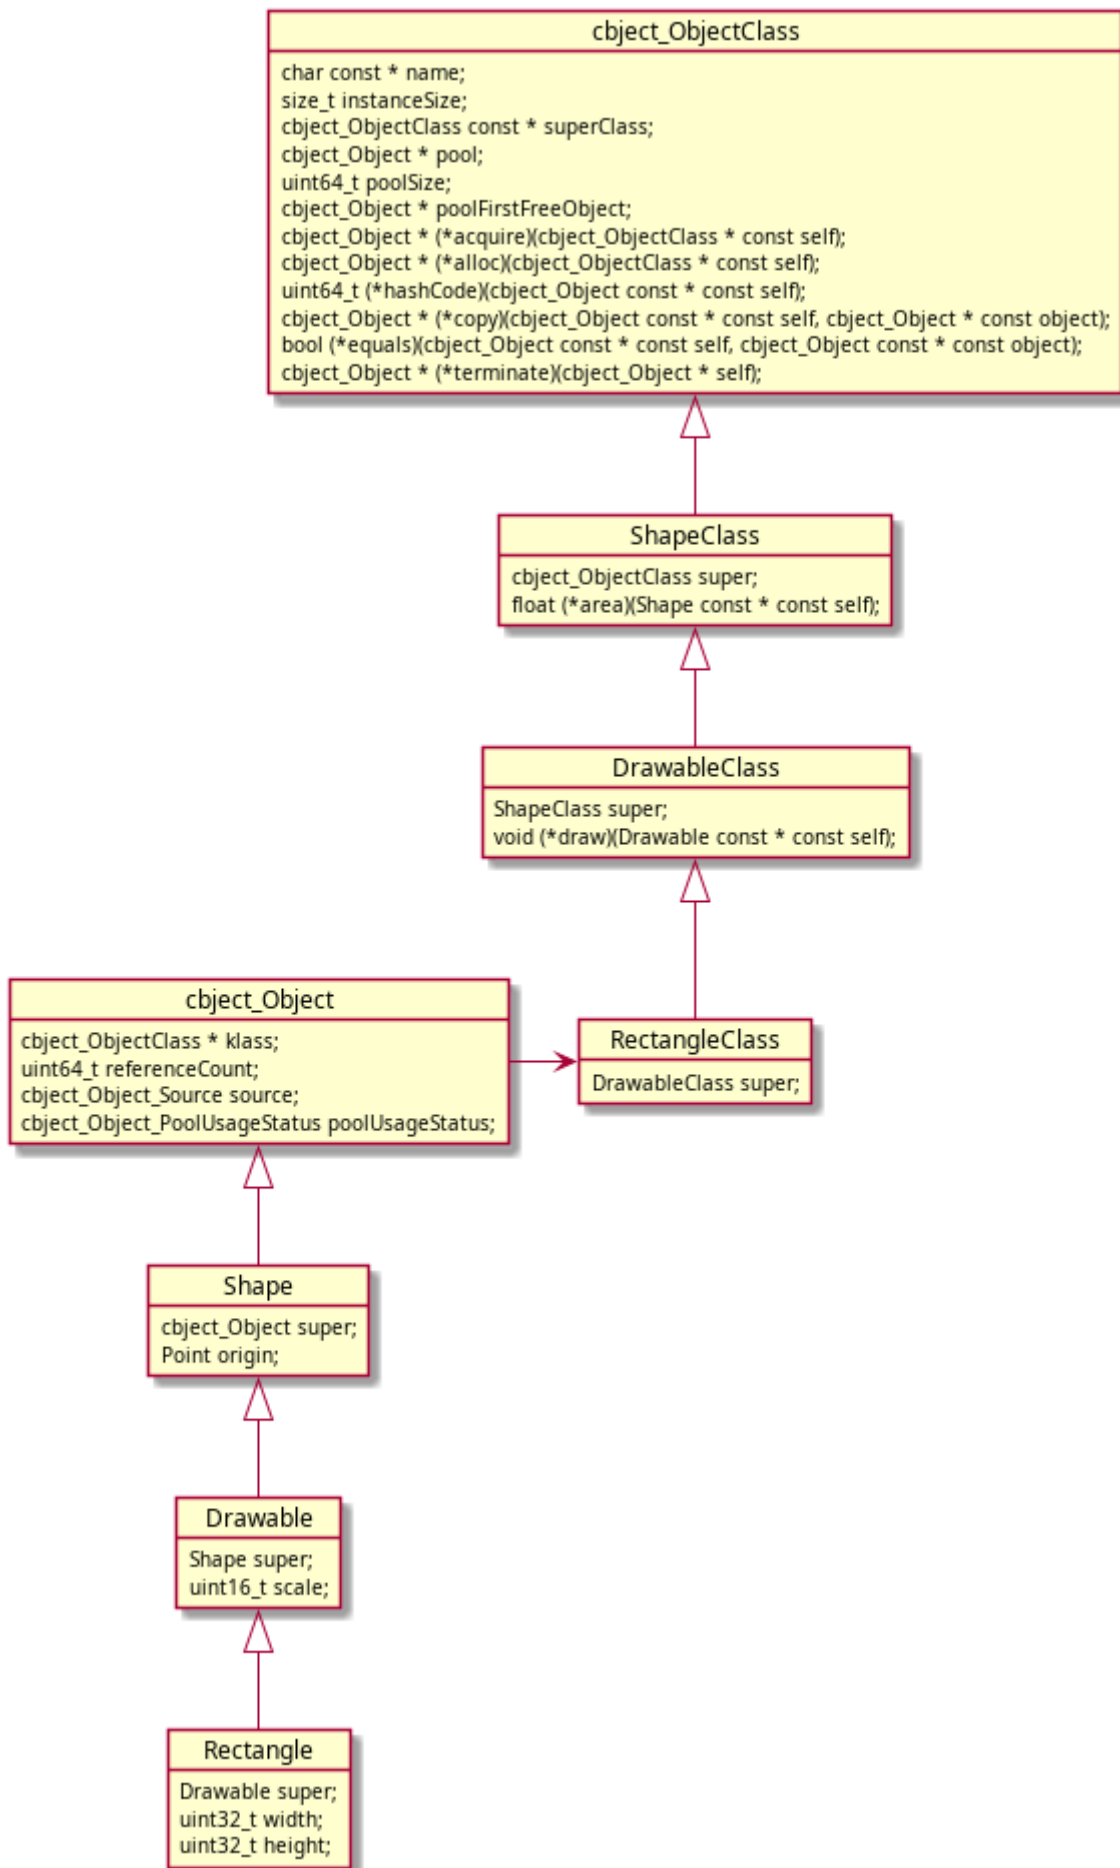 cbject_ObjectClass
char const * name;
size_t instanceSize;
cbject_ObjectClass const * superClass;
cbject_Object * pool;
uint64_t poolSize;
cbject_Object * poolFirstFreeObject;
cbject_Object * (*acquire)(cbject_ObjectClass * const self);
cbject_Object * (*alloc)(cbject_ObjectClass * const self);
uint64_t (*hashCode)(cbject_Object const * const self);
cbject_Object * (*copy)(cbject_Object const * const self, cbject_Object * const object);
bool (*equals)(cbject_Object const * const self, cbject_Object const * const object);
cbject_Object * (*terminate)(cbject_Object * self);
ShapeClass
cbject_ObjectClass super;
float (*area)(Shape const * const self);
DrawableClass
ShapeClass super;
void (*draw)(Drawable const * const self);
cbject_Object
cbject_ObjectClass * klass;
uint64_t referenceCount;
cbject_Object_Source source;
cbject_Object_PoolUsageStatus poolUsageStatus;
RectangleClass
DrawableClass super;
Shape
cbject_Object super;
Point origin;
Drawable
Shape super;
uint16_t scale;
Rectangle
Drawable super;
uint32_t width;
uint32_t height;